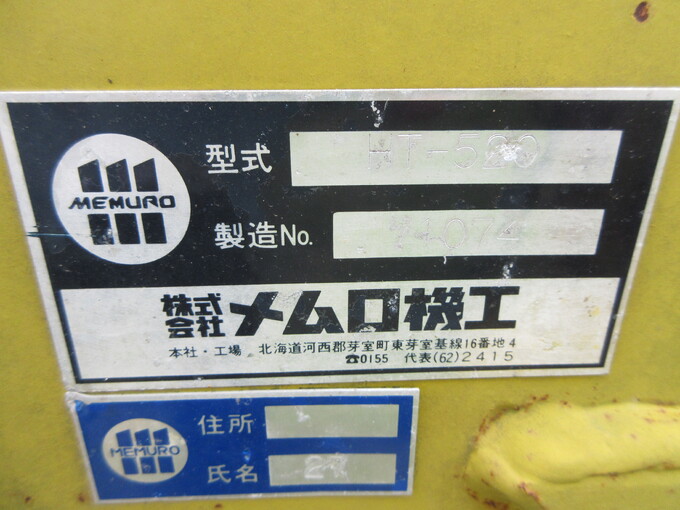 MEMURO
型式
製造No.
株式会社 メムロ機工
本社・工場 北海道河西郡芽室町東芽室基線16番地4
☎0155 代表(62)2415
MEMURO
住所
氏名